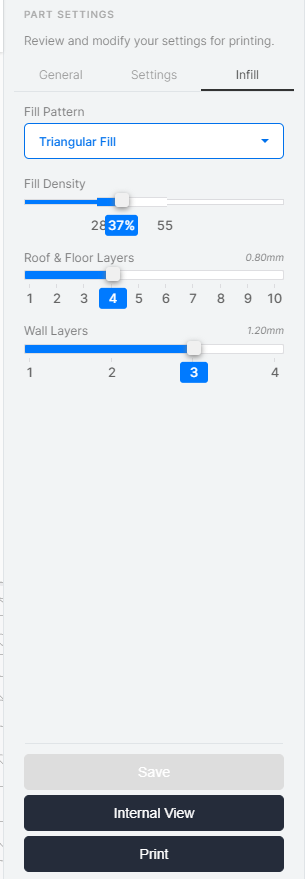 PART SETTINGS
Review and modify your settings for printing.
General Settings Infill
Fill Pattern
Triangular Fill
Fill Density
28 37% 55
Roof & Floor Layers 0.80mm
1 2 3 4 5 6 7 8 9 10
Wall Layers 1.20mm
1 2 3 4
Save
Internal View
Print